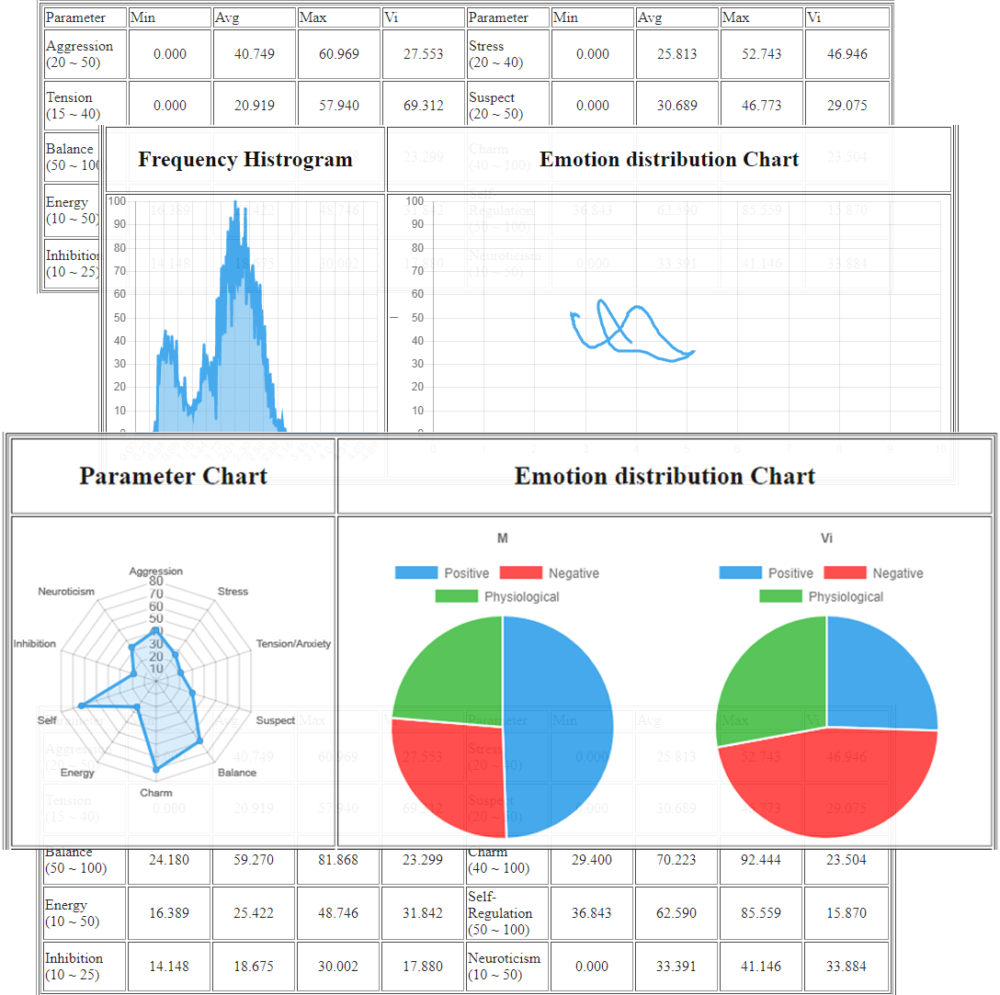 Parameter Min Avg Max Vi Parameter Min Avg Max Vi
Aggression (20 ~ 50) 0.000 40.749 60.969 27.553 Stress (20 ~ 40) 0.000 25.813 52.743 46.946
Tension (15 ~ 40) 0.000 20.919 57.940 69.312 Suspect (20 ~ 50) 0.000 30.689 46.773 29.075
Balance (50 ~ 100 23.299 Charm (40 ~ 100) 23.504
Frequency Histrogram Emotion distribution Chart
Energy (10 ~ 50) 16.389 422 48.746 31.842 Self-Regulation (50 ~ 100) 36.843 62.590 85.559 15.870
Inhibition (10 ~ 25) 14.148 18.675 30.002 17.880 Neuroticism (10 ~ 50) 0.000 33.391 41.146 33.884
100 100
90 90
80 80
70 70
60 60
50 50
40 40
30 30
20 20
10 10
0 0
0 1 2 3 4 5 6 7 8 9 10
Parameter Chart Emotion distribution Chart
M Vi
Positive Negative Positive Negative
Physiological Physiological
Aggression
80
70
60
50
40
30
20
10
Neuroticism Stress
Inhibition Tension/Anxiety
Self Suspect
Energy Balance
Charm
Parameter Avg Max Vi Parameter Min Avg Max Vi
Aggression (20 ~ 50) 40.749 60.969 27.553 Stress (20 ~ 40) 0.000 25.813 52.743 46.946
Tension (15 ~ 40) 0.000 20.919 57.940 69.312 Suspect (20 ~ 50) 0.000 30.689 46.773 29.075
Balance (50 ~ 100) 24.180 59.270 81.868 23.299 Charm (40 ~ 100) 29.400 70.223 92.444 23.504
Energy (10 ~ 50) 16.389 25.422 48.746 31.842 Self-Regulation (50 ~ 100) 36.843 62.590 85.559 15.870
Inhibition (10 ~ 25) 14.148 18.675 30.002 17.880 Neuroticism (10 ~ 50) 0.000 33.391 41.146 33.884